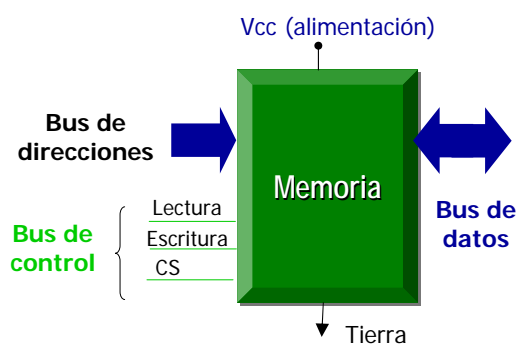 Vcc (alimentación)
Bus de
direcciones
Memoria
Lectura
Escritura
CS
Bus de
control
Bus de
datos
Tierra